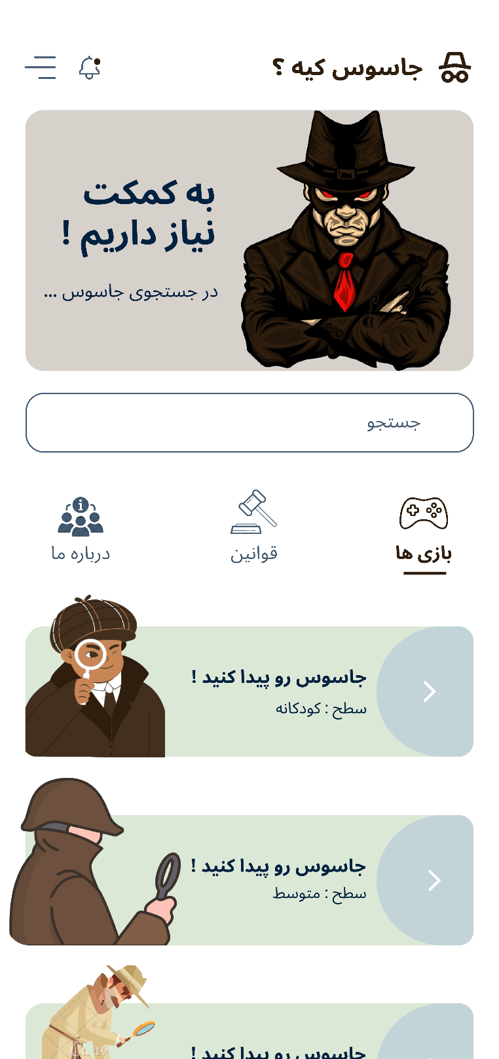 جاسوس کیه ؟
به کمکت
نیاز داریم !
در جستجوی جاسوس ...
جستجو
بازی ها
قوانین
درباره ما
جاسوس رو پیدا کنید !
سطح : کودکانه
جاسوس رو پیدا کنید !
سطح : متوسط
جاسوس رو پیدا کنید !